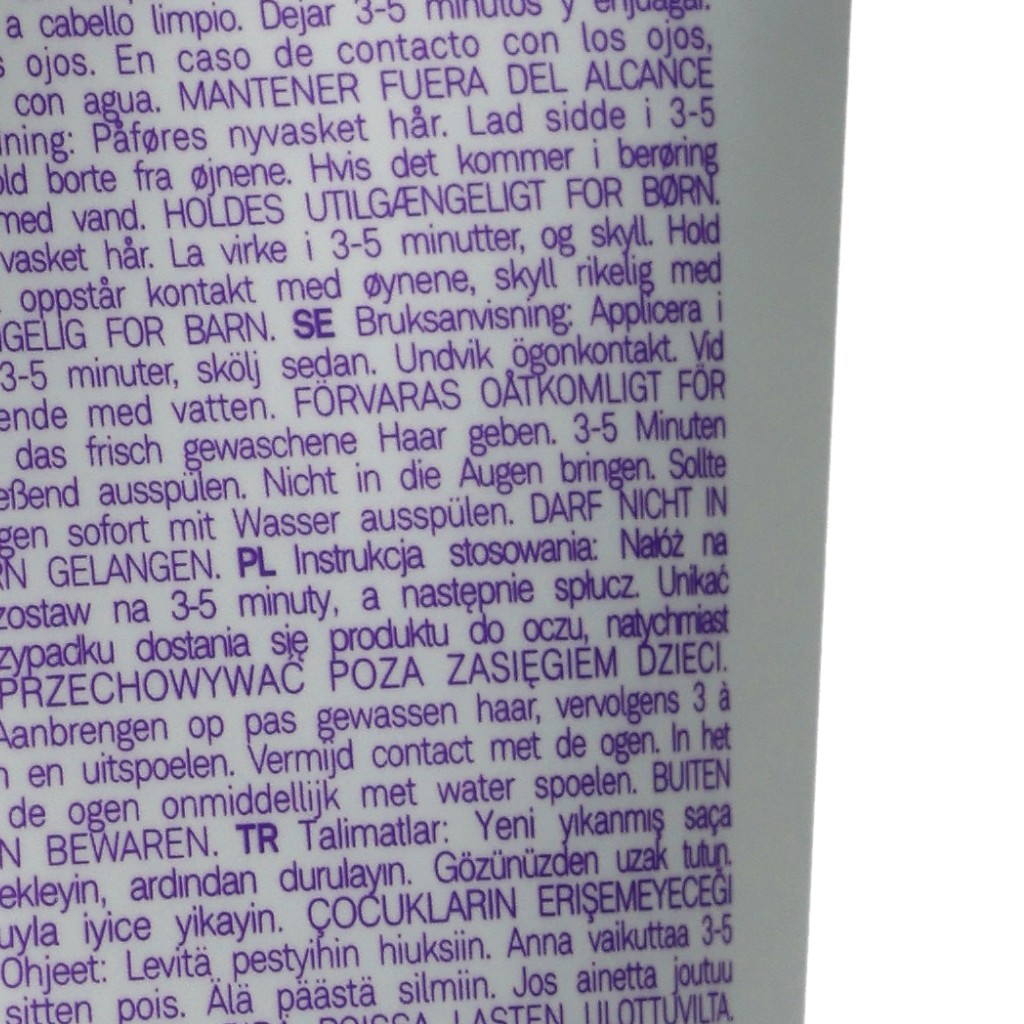 a cabello limpio. Dejar 3-5 minutos y enjuagar.
ojos. En caso de contacto con los ojos,
con agua. MANTENER FUERA DEL ALCANCE
ning: Påføres nyvasket hår. Lad sidde i 3-5
old borte fra øjnene. Hvis det kommer i berøring
med vand. HOLDES UTILGÆNGELIGT FOR BØRN.
vasket hår. La virke i 3-5 minutter, og skyll. Hold
oppstår kontakt med øynene, skyll rikelig med
NGELIG FOR BARN. SE Bruksanvisning: Applicera i
3-5 minuter, skölj sedan. Undvik ögonkontakt. Vid
ende med vatten. FÖRVARAS OÅTKOMLIGT FÖR
das frisch gewaschene Haar geben. 3-5 Minuten
eßend ausspülen. Nicht in die Augen bringen. Sollte
gen sofort mit Wasser ausspülen. DARF NICHT IN
RN GELANGEN. PL Instrukcja stosowania: Nałóż na
zostaw na 3-5 minuty, a następnie spłucz. Unikać
zypadku dostania się produktu do oczu, natychmiast
PRZECHOWYWAĆ POZA ZASIĘGIEM DZIECI.
Aanbrengen op pas gewassen haar, vervolgens 3 à
n en uitspoelen. Vermijd contact met de ogen. In het
de ogen onmiddellijk met water spoelen. BUITEN
N BEWAREN. TR Talimatlar: Yeni yıkanmış saça
ekleyin, ardından durulayın. Gözünüzden uzak tutun.
uyla iyice yikayin. ÇOCUKLARIN ERIŞEMEYECEĞI
Ohjeet: Levitä pestyihin hiuksiin. Anna vaikuttaa 3-5
sitten pois. Älä päästä silmiin. Jos ainetta joutuu
POISSA LASTEN ULOTTUVILTA.